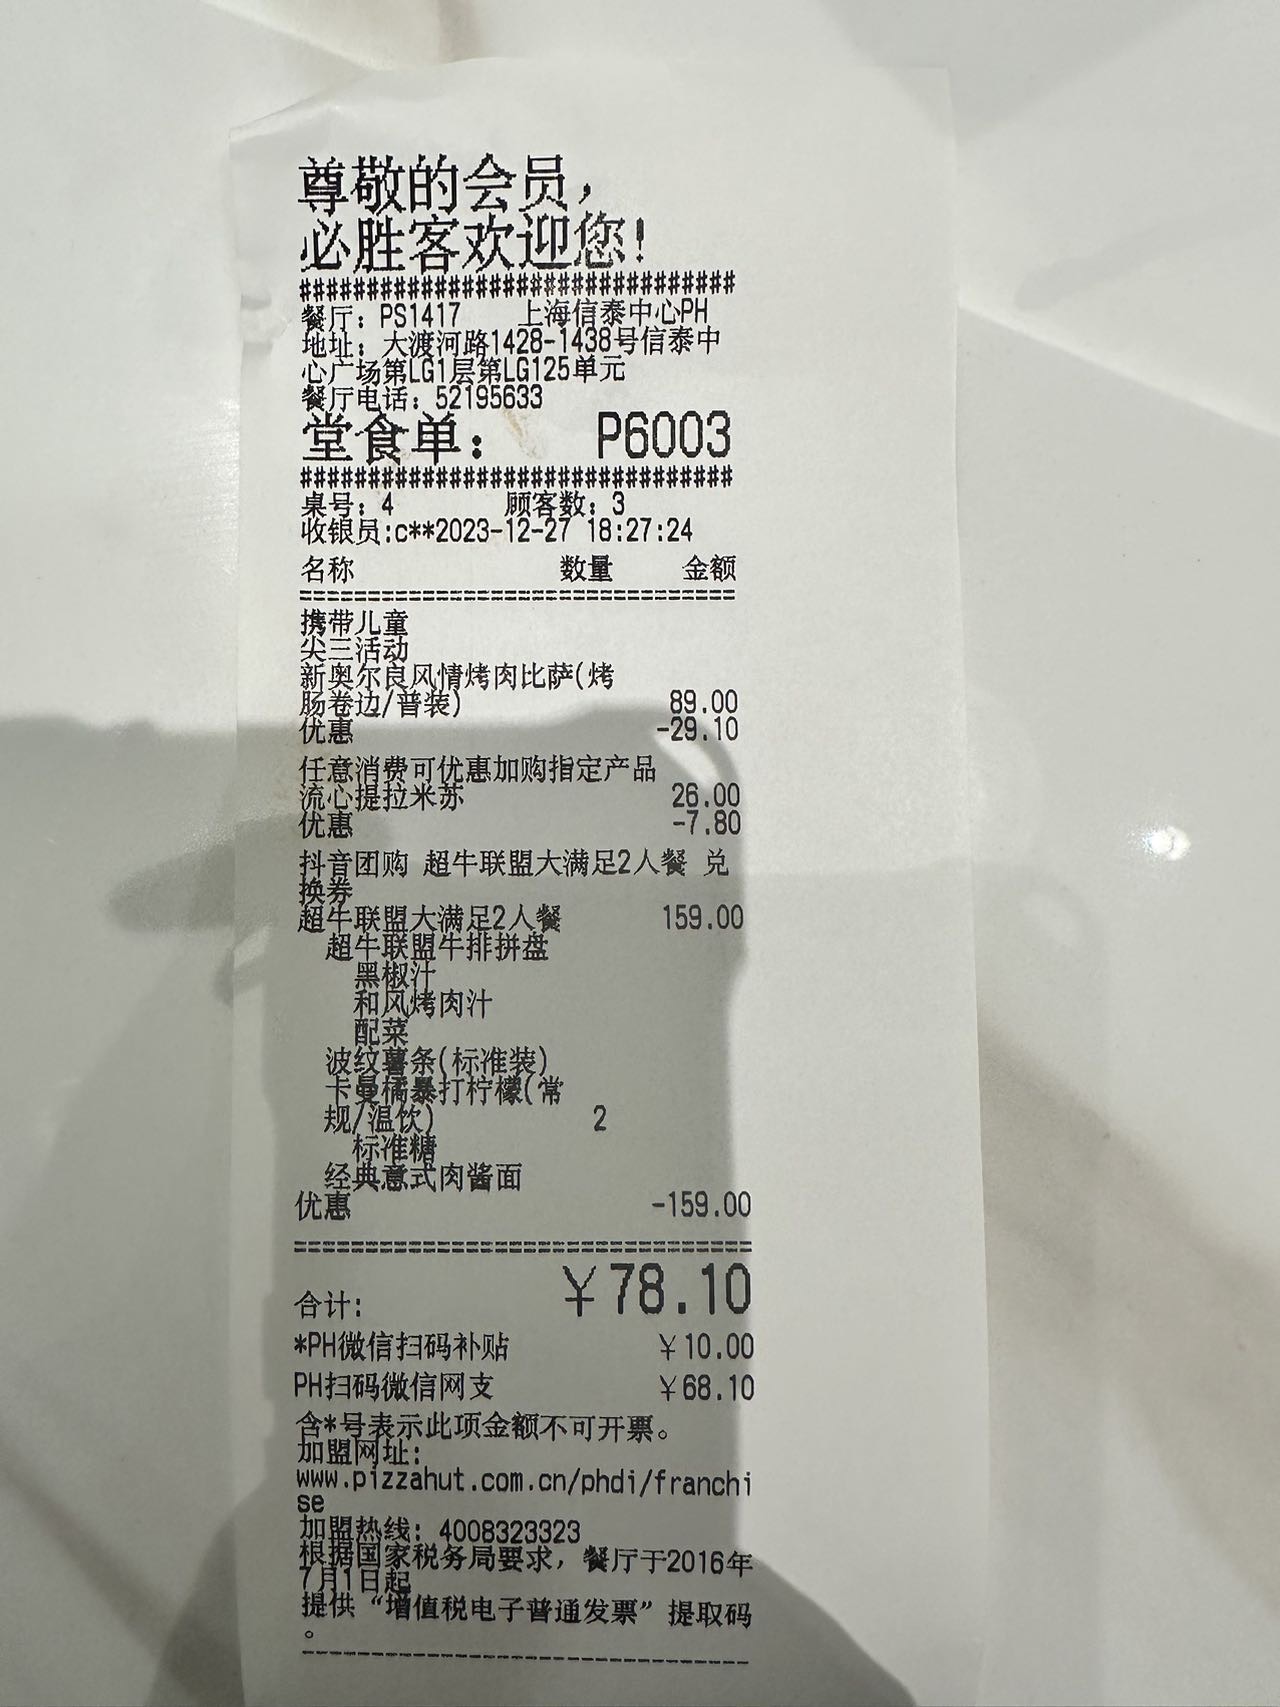 尊敬的会员，
必胜客欢迎您！
################################
餐厅：PS1417 上海信泰中心PH
地址：大渡河路1428-1438号信泰中
心广场第LG1层第LG125单元
餐厅电话：52195633
堂食单： P6003
################################
桌号：4 顾客数：3
收银员:c**2023-12-27 18:27:24
名称 数量 金额
================================
携带儿童
尖三活动
新奥尔良风情烤肉比萨(烤
肠卷边/普装) 89.00
优惠 -29.10
任意消费可优惠加购指定产品
流心提拉米苏 26.00
优惠 -7.80
抖音团购 超牛联盟大满足2人餐 兑
换券
超牛联盟大满足2人餐 159.00
超牛联盟牛排拼盘
黑椒汁
和风烤肉汁
配菜
波纹薯条(标准装)
卡曼橘暴打柠檬(常
规/温饮) 2
标准糖
经典意式肉酱面
优惠 -159.00
================================
合计: ￥78.10
*PH微信扫码补贴 ￥10.00
PH扫码微信网支 ￥68.10
含*号表示此项金额不可开票。
加盟网址:
www.pizzahut.com.cn/phdi/franchi
se
加盟热线: 4008323323
根据国家税务局要求，餐厅于2016年
7月1日起
提供“增值税电子普通发票”提取码
。
--------------------------------